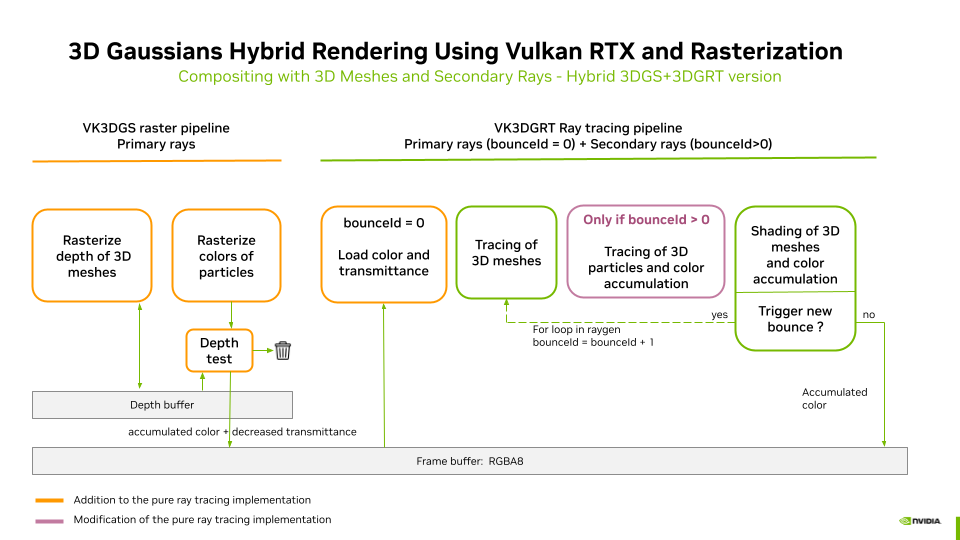 3D Gaussians Hybrid Rendering Using Vulkan RTX and Rasterization
Compositing with 3D Meshes and Secondary Rays - Hybrid 3DGS+3DGRT version
VK3DGS raster pipeline
Primary rays
VK3DGRT Ray tracing pipeline
Primary rays (bounceId = 0) + Secondary rays (bounceId>0)
Rasterize
depth of 3D
meshes
Rasterize
colors of
particles
bounceId = 0
Load color and
transmittance
Tracing of
3D meshes
Only if bounceId > 0
Tracing of 3D
particles and color
accumulation
Shading of 3D
meshes
and color
accumulation
Trigger new
bounce ?
yes
no
For loop in raygen
bounceId = bounceId + 1
Depth
test
Accumulated
color
Depth buffer
accumulated color + decreased transmittance
Frame buffer: RGBA8
Addition to the pure ray tracing implementation
Modification of the pure ray tracing implementation
NVIDIA